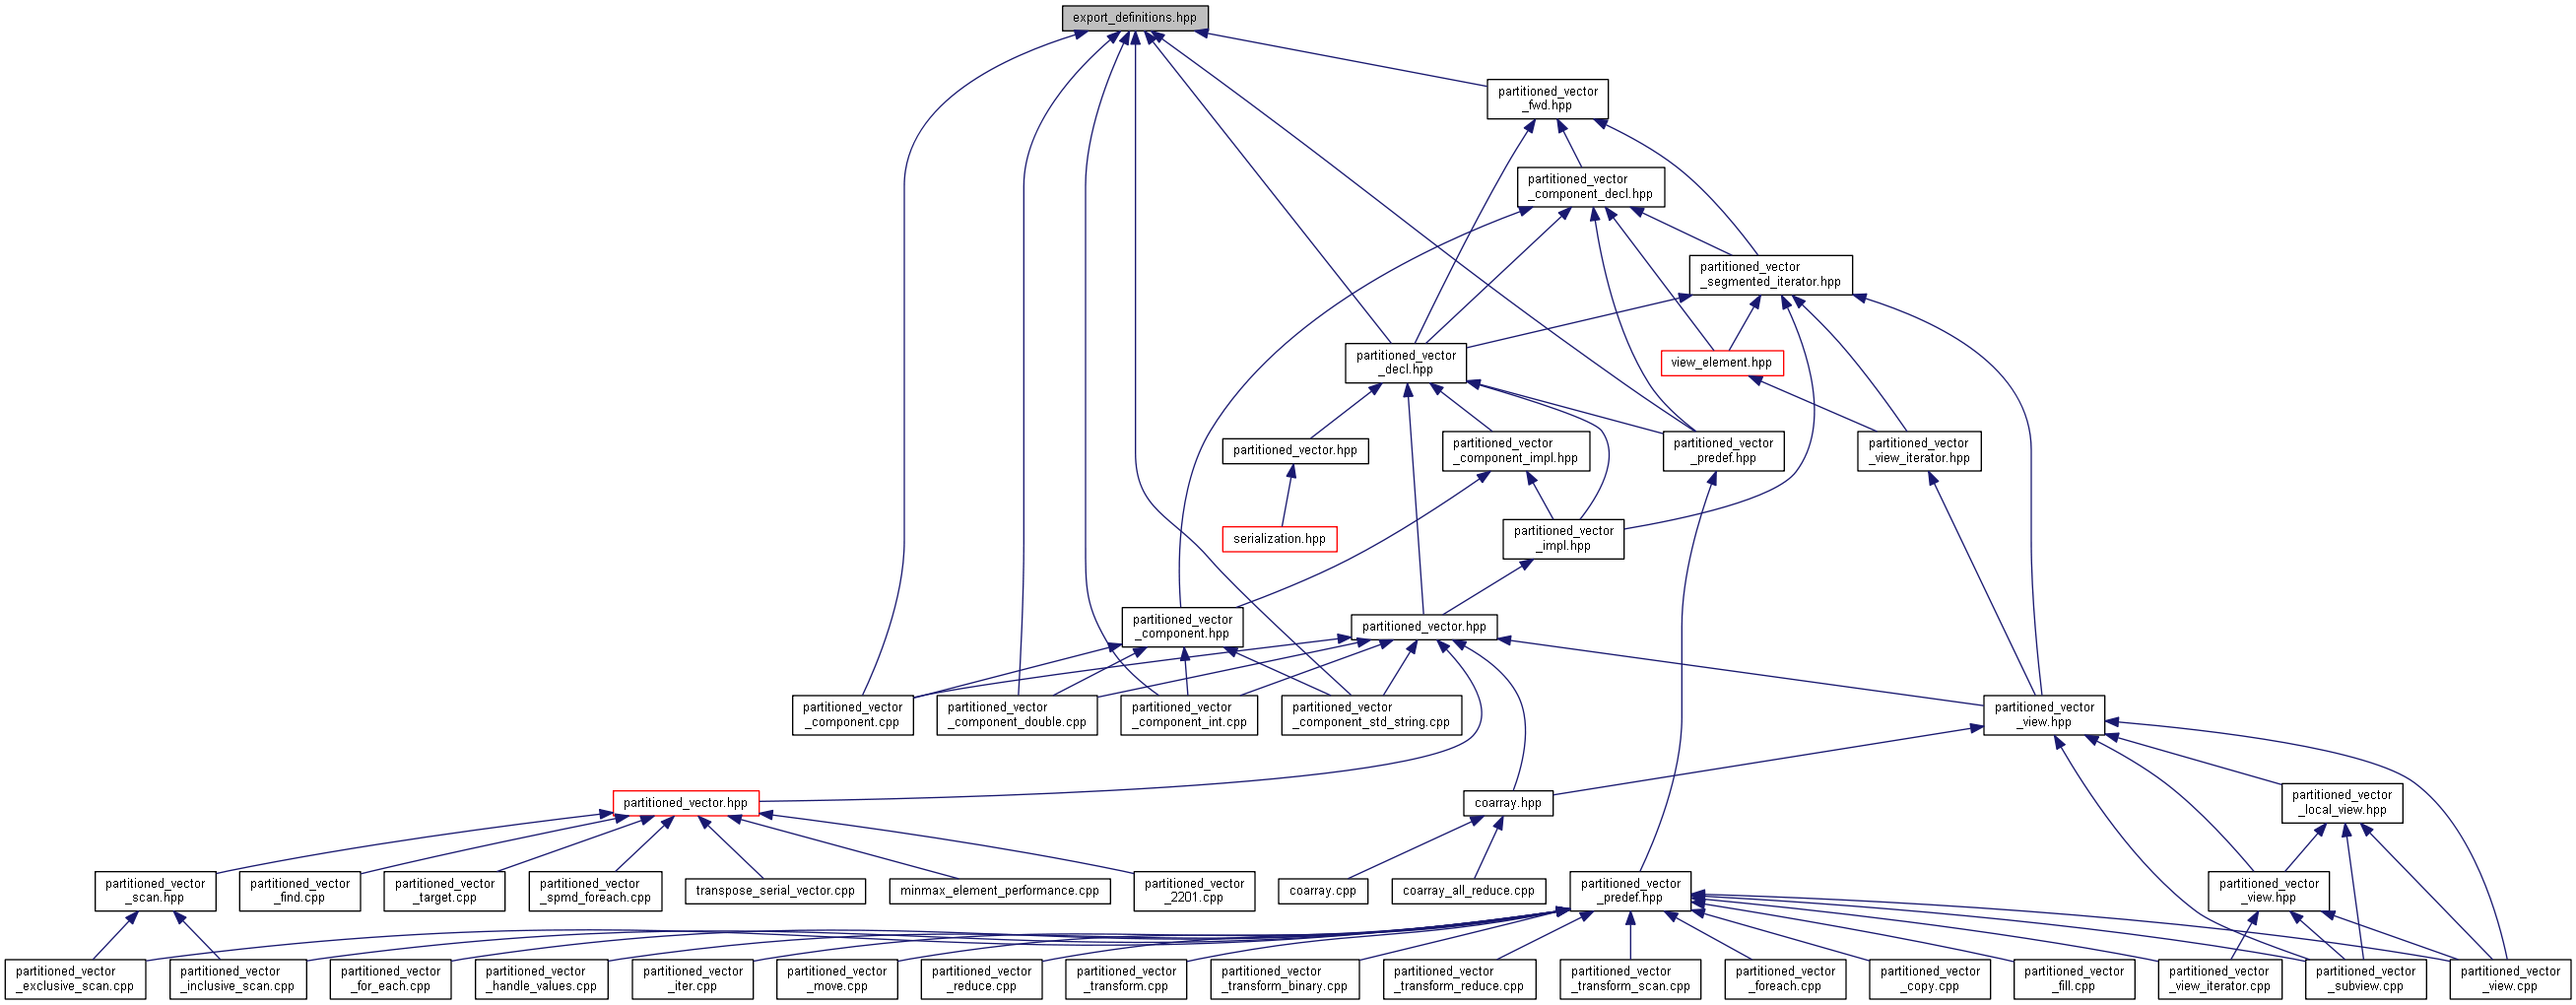 export_definitions.hpp
partitioned_vector
_fwd.hpp
partitioned_vector
_component_decl.hpp
partitioned_vector
_segmented_iterator.hpp
partitioned_vector
_decl.hpp
view_element.hpp
partitioned_vector.hpp
partitioned_vector
_component_impl.hpp
partitioned_vector
_predef.hpp
partitioned_vector
_view_iterator.hpp
serialization.hpp
partitioned_vector
_impl.hpp
partitioned_vector
_component.hpp
partitioned_vector.hpp
partitioned_vector
_component.cpp
partitioned_vector
_component_double.cpp
partitioned_vector
_component_int.cpp
partitioned_vector
_component_std_string.cpp
partitioned_vector
_view.hpp
partitioned_vector.hpp
coarray.hpp
partitioned_vector
_local_view.hpp
partitioned_vector
_scan.hpp
partitioned_vector
_find.cpp
partitioned_vector
_target.cpp
partitioned_vector
_spmd_foreach.cpp
transpose_serial_vector.cpp
minmax_element_performance.cpp
partitioned_vector
_2201.cpp
coarray.cpp
coarray_all_reduce.cpp
partitioned_vector
_predef.hpp
partitioned_vector
_view.hpp
partitioned_vector
_exclusive_scan.cpp
partitioned_vector
_inclusive_scan.cpp
partitioned_vector
_for_each.cpp
partitioned_vector
_handle_values.cpp
partitioned_vector
_iter.cpp
partitioned_vector
_move.cpp
partitioned_vector
_reduce.cpp
partitioned_vector
_transform.cpp
partitioned_vector
_transform_binary.cpp
partitioned_vector
_transform_reduce.cpp
partitioned_vector
_transform_scan.cpp
partitioned_vector
_foreach.cpp
partitioned_vector
_copy.cpp
partitioned_vector
_fill.cpp
partitioned_vector
_view_iterator.cpp
partitioned_vector
_subview.cpp
partitioned_vector
_view.cpp